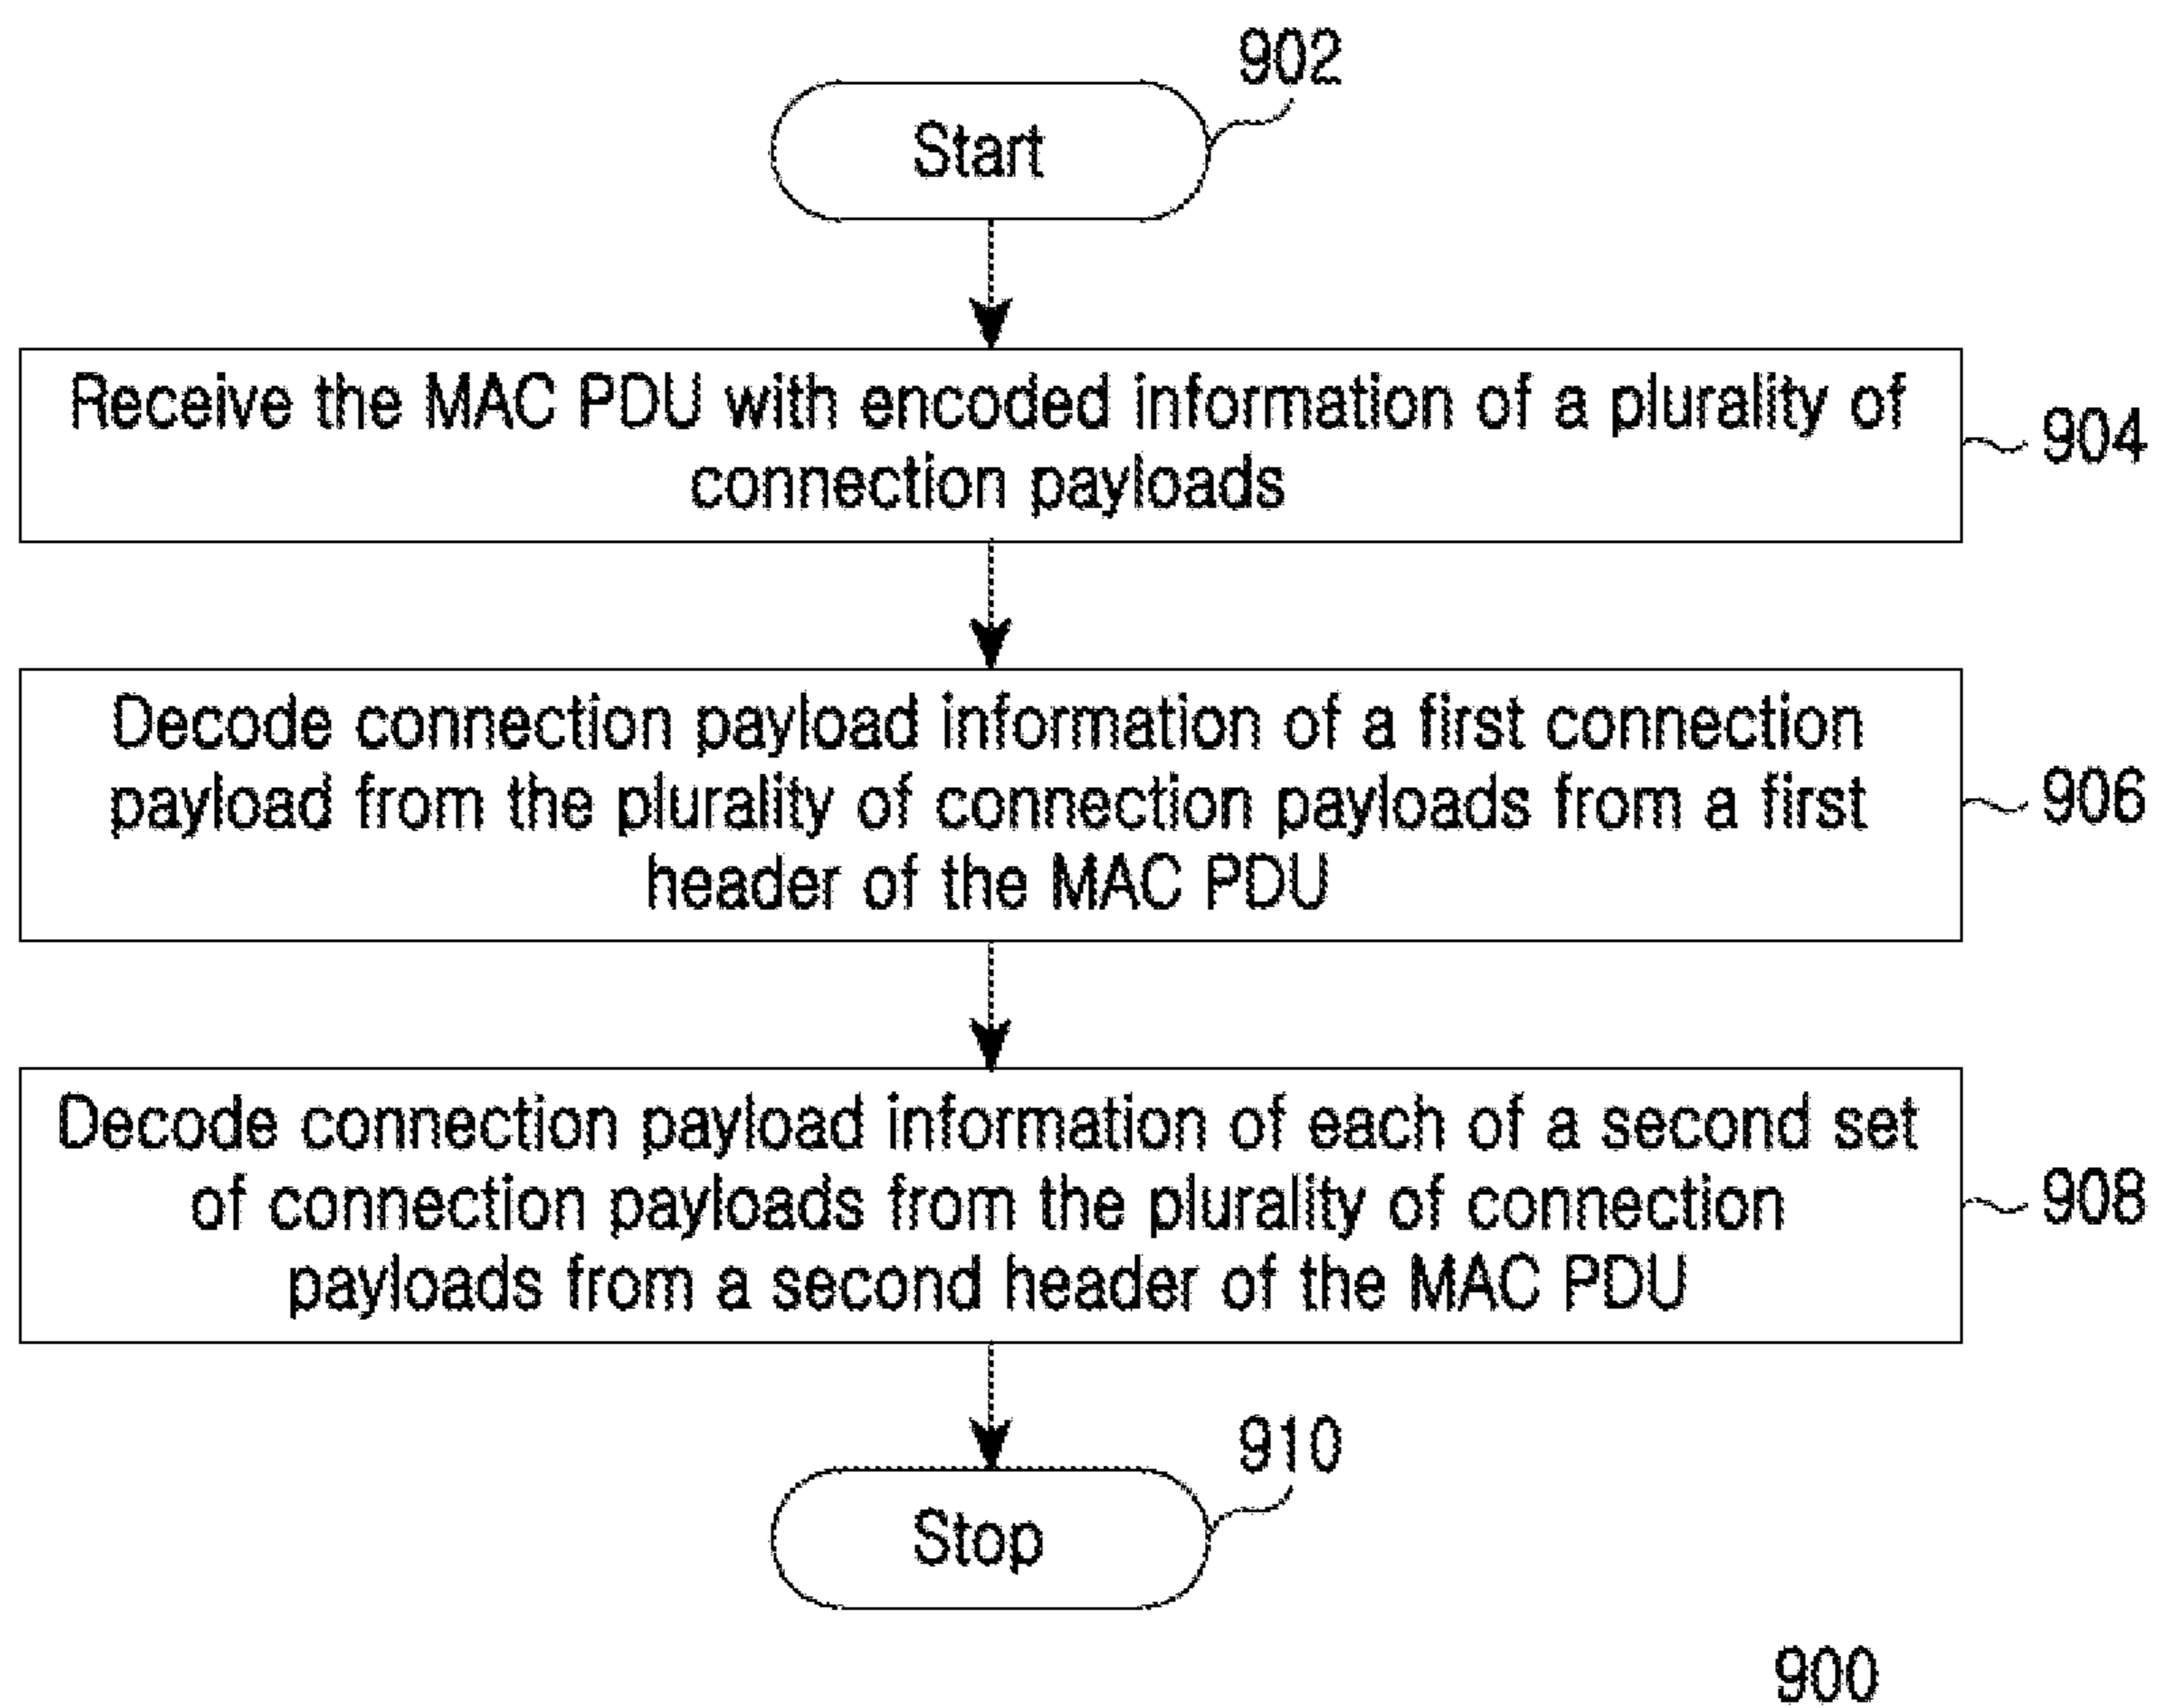 902
Start
Receive the MAC PDU with encoded information of a plurality of
connection payloads
904
Decode connection payload information of a first connection
payload from the plurality of connection payloads from a first
header of the MAC PDU
906
Decode connection payload information of each of a second set
of connection payloads from the plurality of connection
payloads from a second header of the MAC PDU
908
910
Stop
900